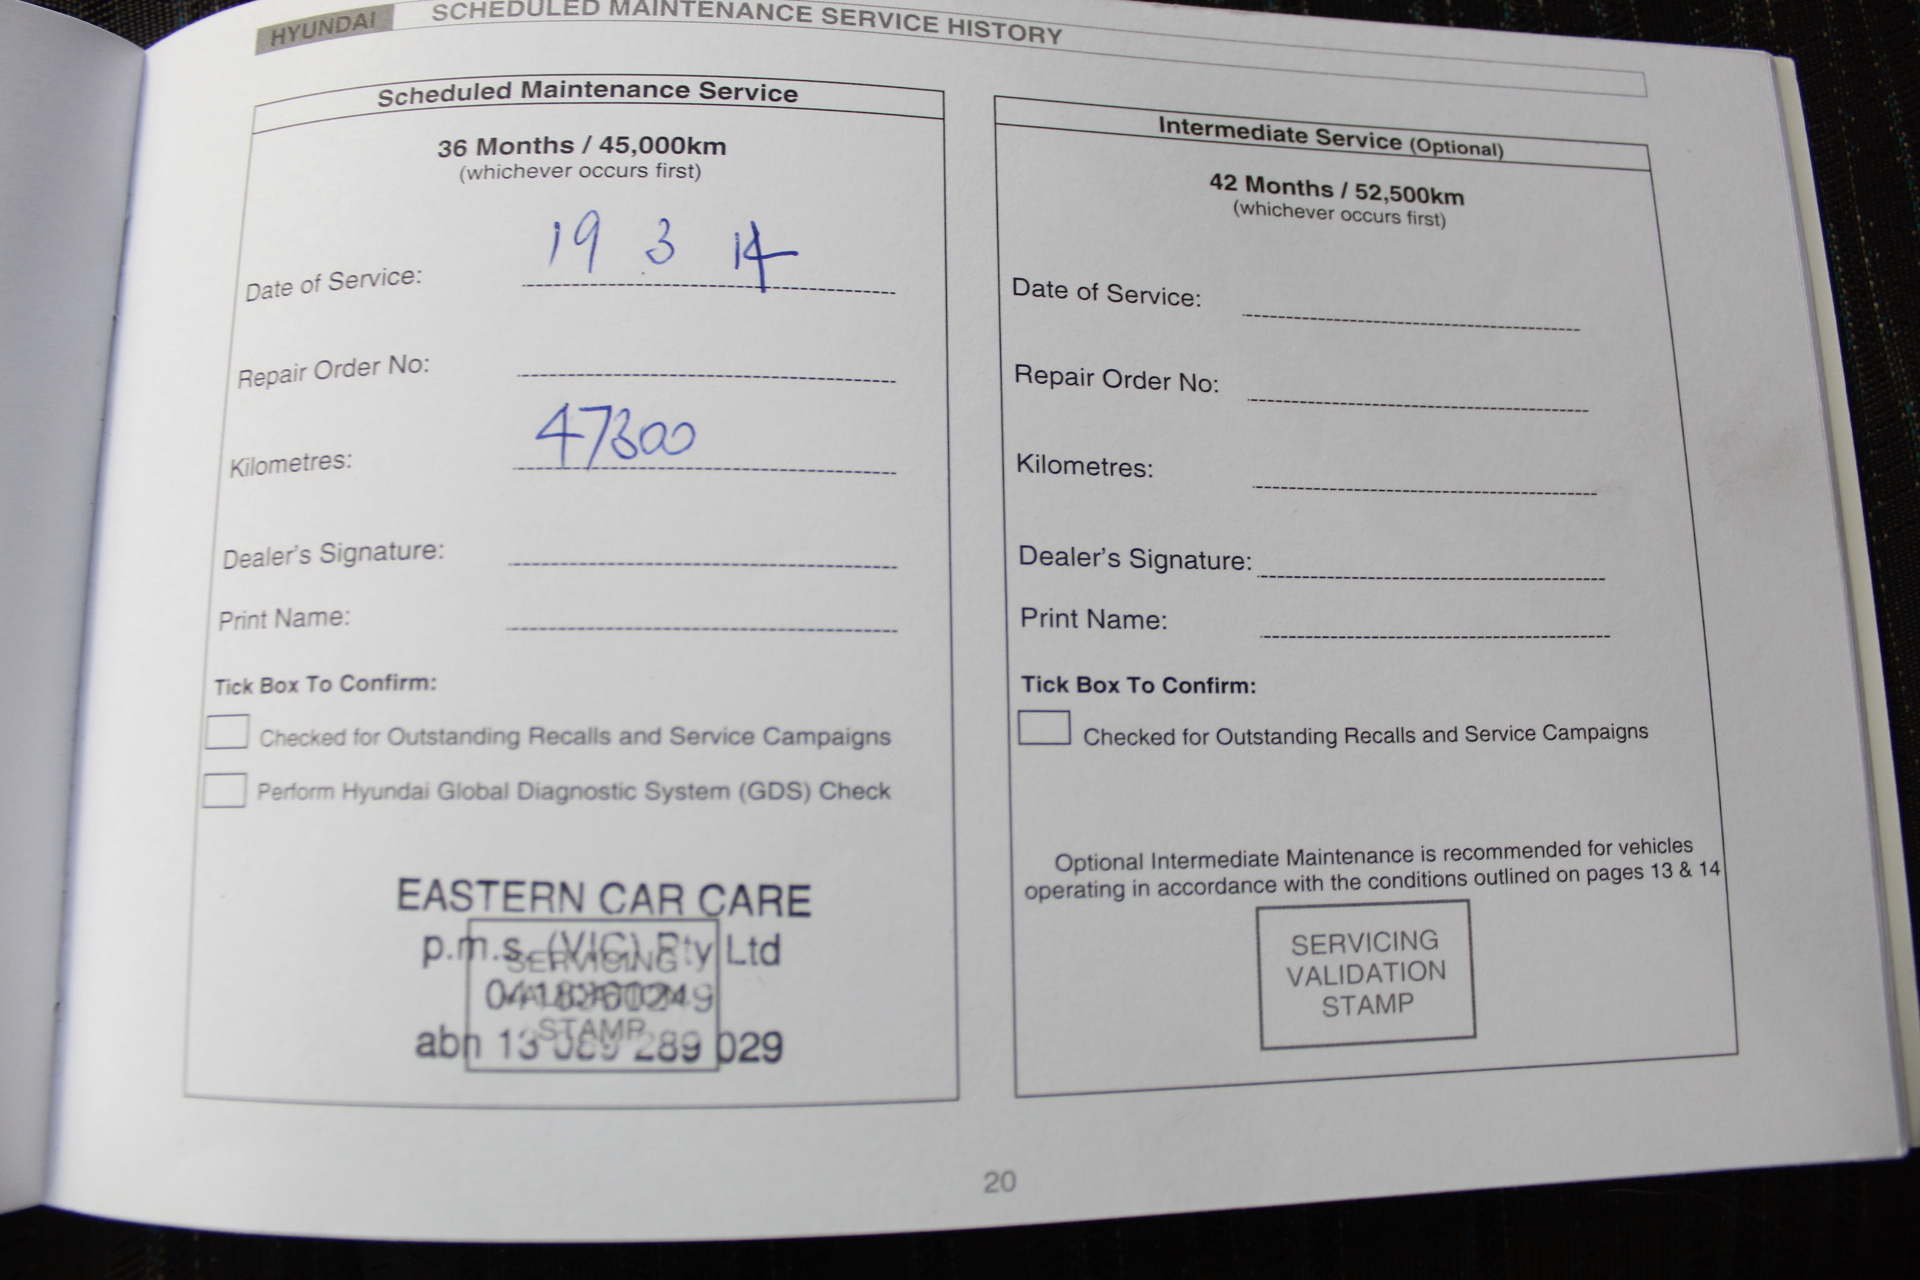 HYUNDAI SCHEDULED MAINTENANCE SERVICE HISTORY
Scheduled Maintenance Service
36 Months / 45,000km
(whichever occurs first)
Date of Service: 19 3 14
Repair Order No:
Kilometres: 47300
Dealer's Signature:
Print Name:
Tick Box To Confirm:
Checked for Outstanding Recalls and Service Campaigns
Perform Hyundai Global Diagnostic System (GDS) Check
EASTERN CAR CARE
p.m.s. (VIC) Pty Ltd
abn 13 089 289 029
SERVICING
VALIDATION
STAMP
Intermediate Service (Optional)
42 Months / 52,500km
(whichever occurs first)
Date of Service:
Repair Order No:
Kilometres:
Dealer's Signature:
Print Name:
Tick Box To Confirm:
Checked for Outstanding Recalls and Service Campaigns
Optional Intermediate Maintenance is recommended for vehicles
operating in accordance with the conditions outlined on pages 13 & 14
SERVICING
VALIDATION
STAMP
20